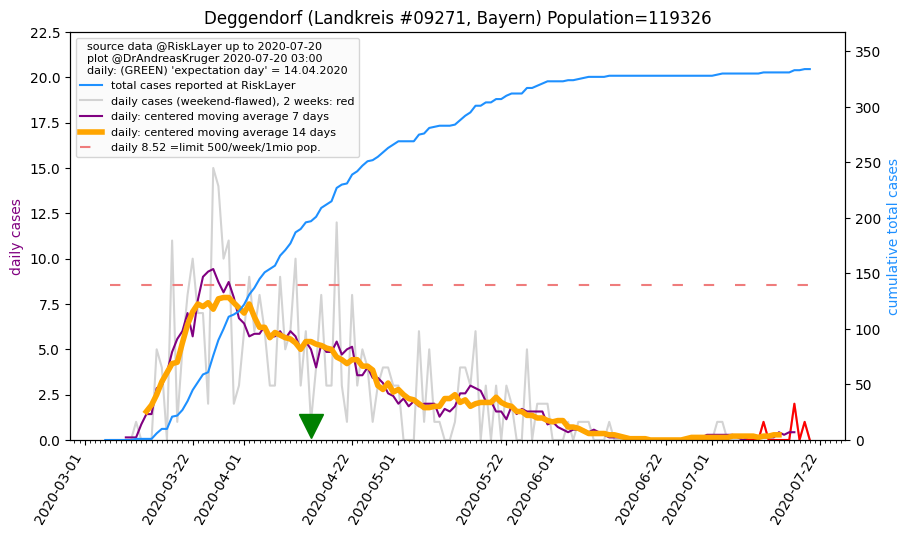 Deggendorf (Landkreis #09271, Bayern) Population=119326
source data @RiskLayer up to 2020-07-20
plot @DrAndreasKruger 2020-07-20 03:00
daily: (GREEN) 'expectation day' = 14.04.2020
total cases reported at RiskLayer
daily cases (weekend-flawed), 2 weeks: red
daily: centered moving average 7 days
daily: centered moving average 14 days
daily 8.52 =limit 500/week/1mio pop.
daily cases
22.5
20.0
17.5
15.0
12.5
10.0
7.5
5.0
2.5
0.0
350
300
250
200
150
100
50
0
cumulative total cases
2020-03-01
2020-03-22
2020-04-01
2020-04-22
2020-05-01
2020-05-22
2020-06-01
2020-06-22
2020-07-01
2020-07-22